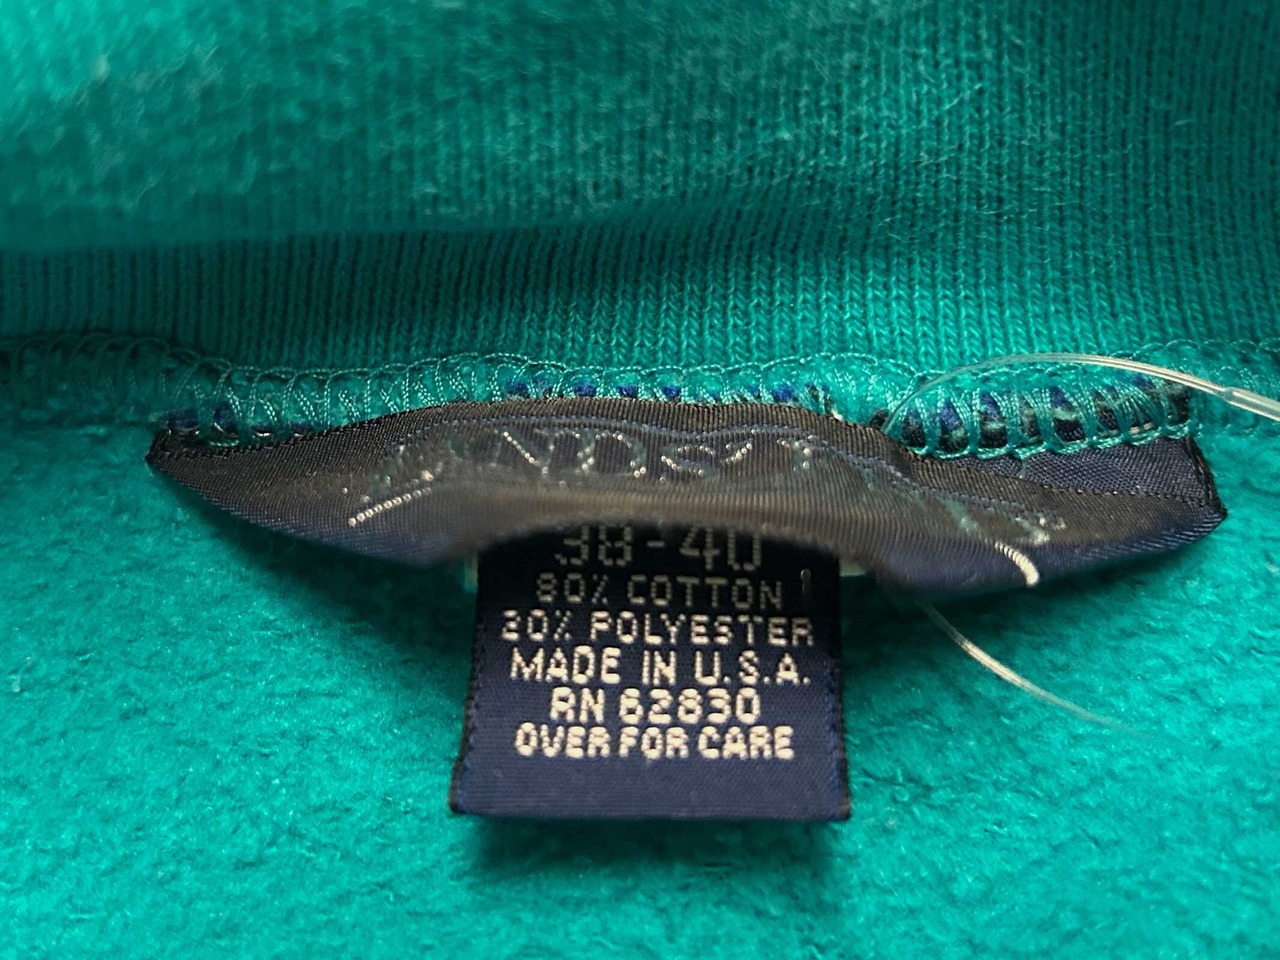 38-40
80% COTTON
20% POLYESTER
MADE IN U.S.A.
RN 62830
OVER FOR CARE